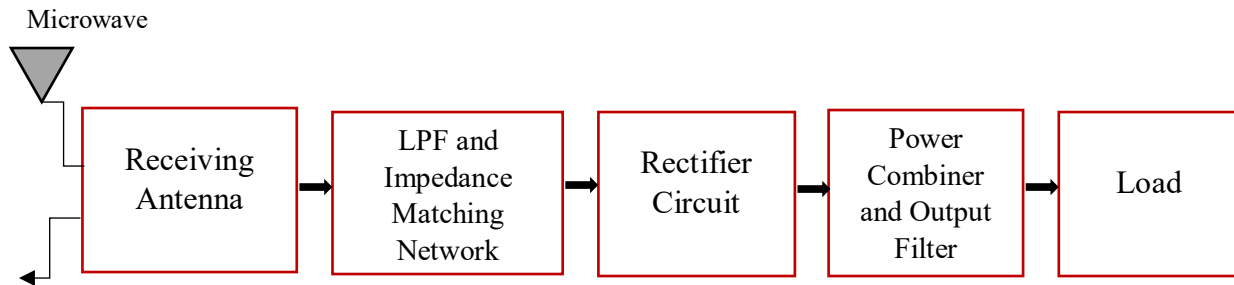 Microwave
Receiving
Antenna
LPF and
Impedance
Matching
Network
Rectifier
Circuit
Power
Combiner
and Output
Filter
Load